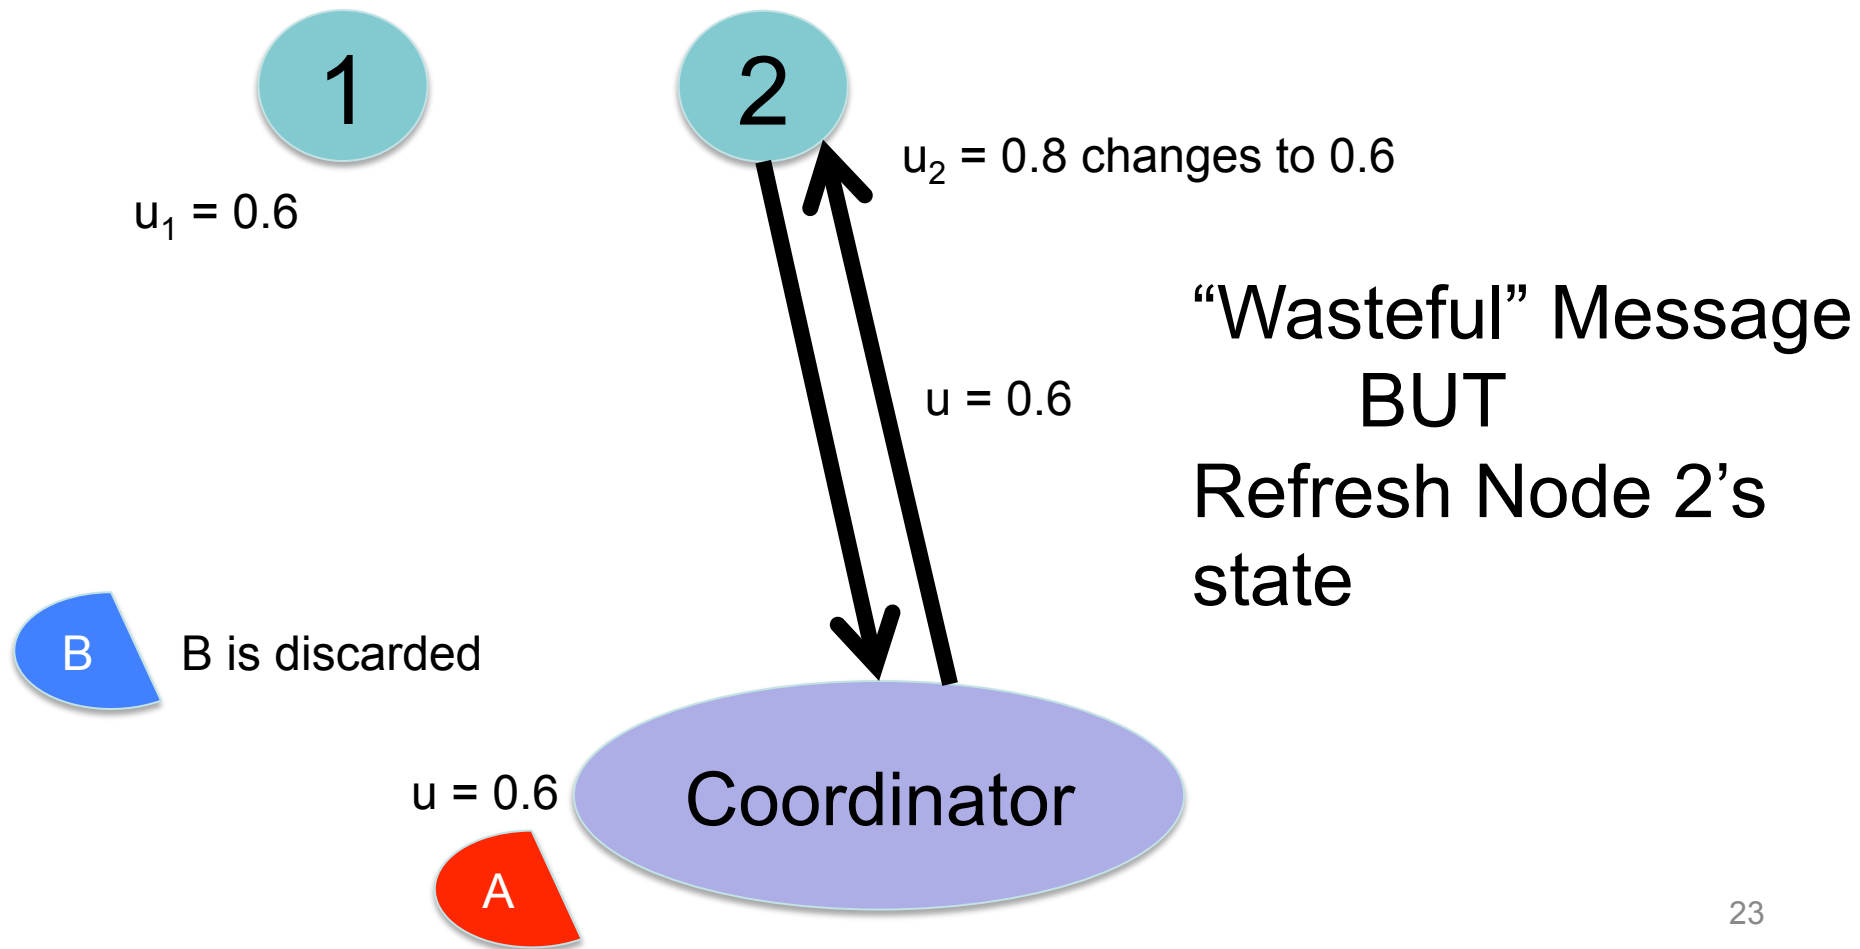 1
2
u₂ = 0.8 changes to 0.6
u₁ = 0.6
“Wasteful” Message
BUT
Refresh Node 2’s
state
u = 0.6
B
B is discarded
u = 0.6
Coordinator
A
23